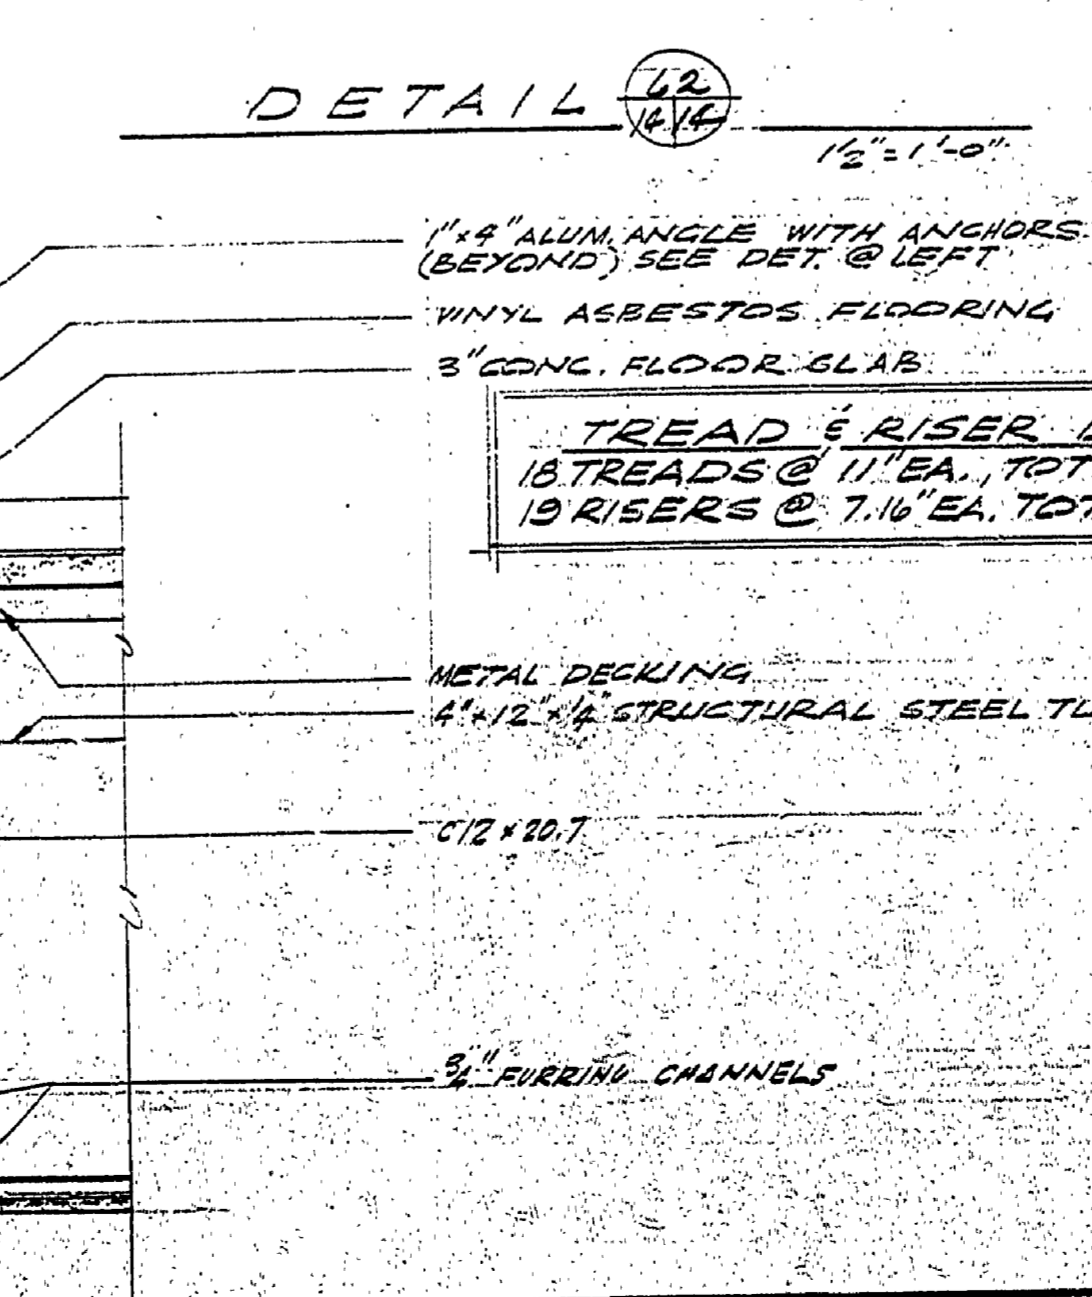 DETAIL 62
14 14
1½"=1'-0"
1"x4" ALUM. ANGLE WITH ANCHORS
(BEYOND) SEE DET. @ LEFT
VINYL ASBESTOS FLOORING
3" CONC. FLOOR SLAB
TREAD & RISER
18 TREADS @ 11" EA., TOT
19 RISERS @ 7.16" EA. TOT
METAL DECKING
4"x12"x¼" STRUCTURAL STEEL TU
C12 x 20.7
¾" FURRING CHANNELS